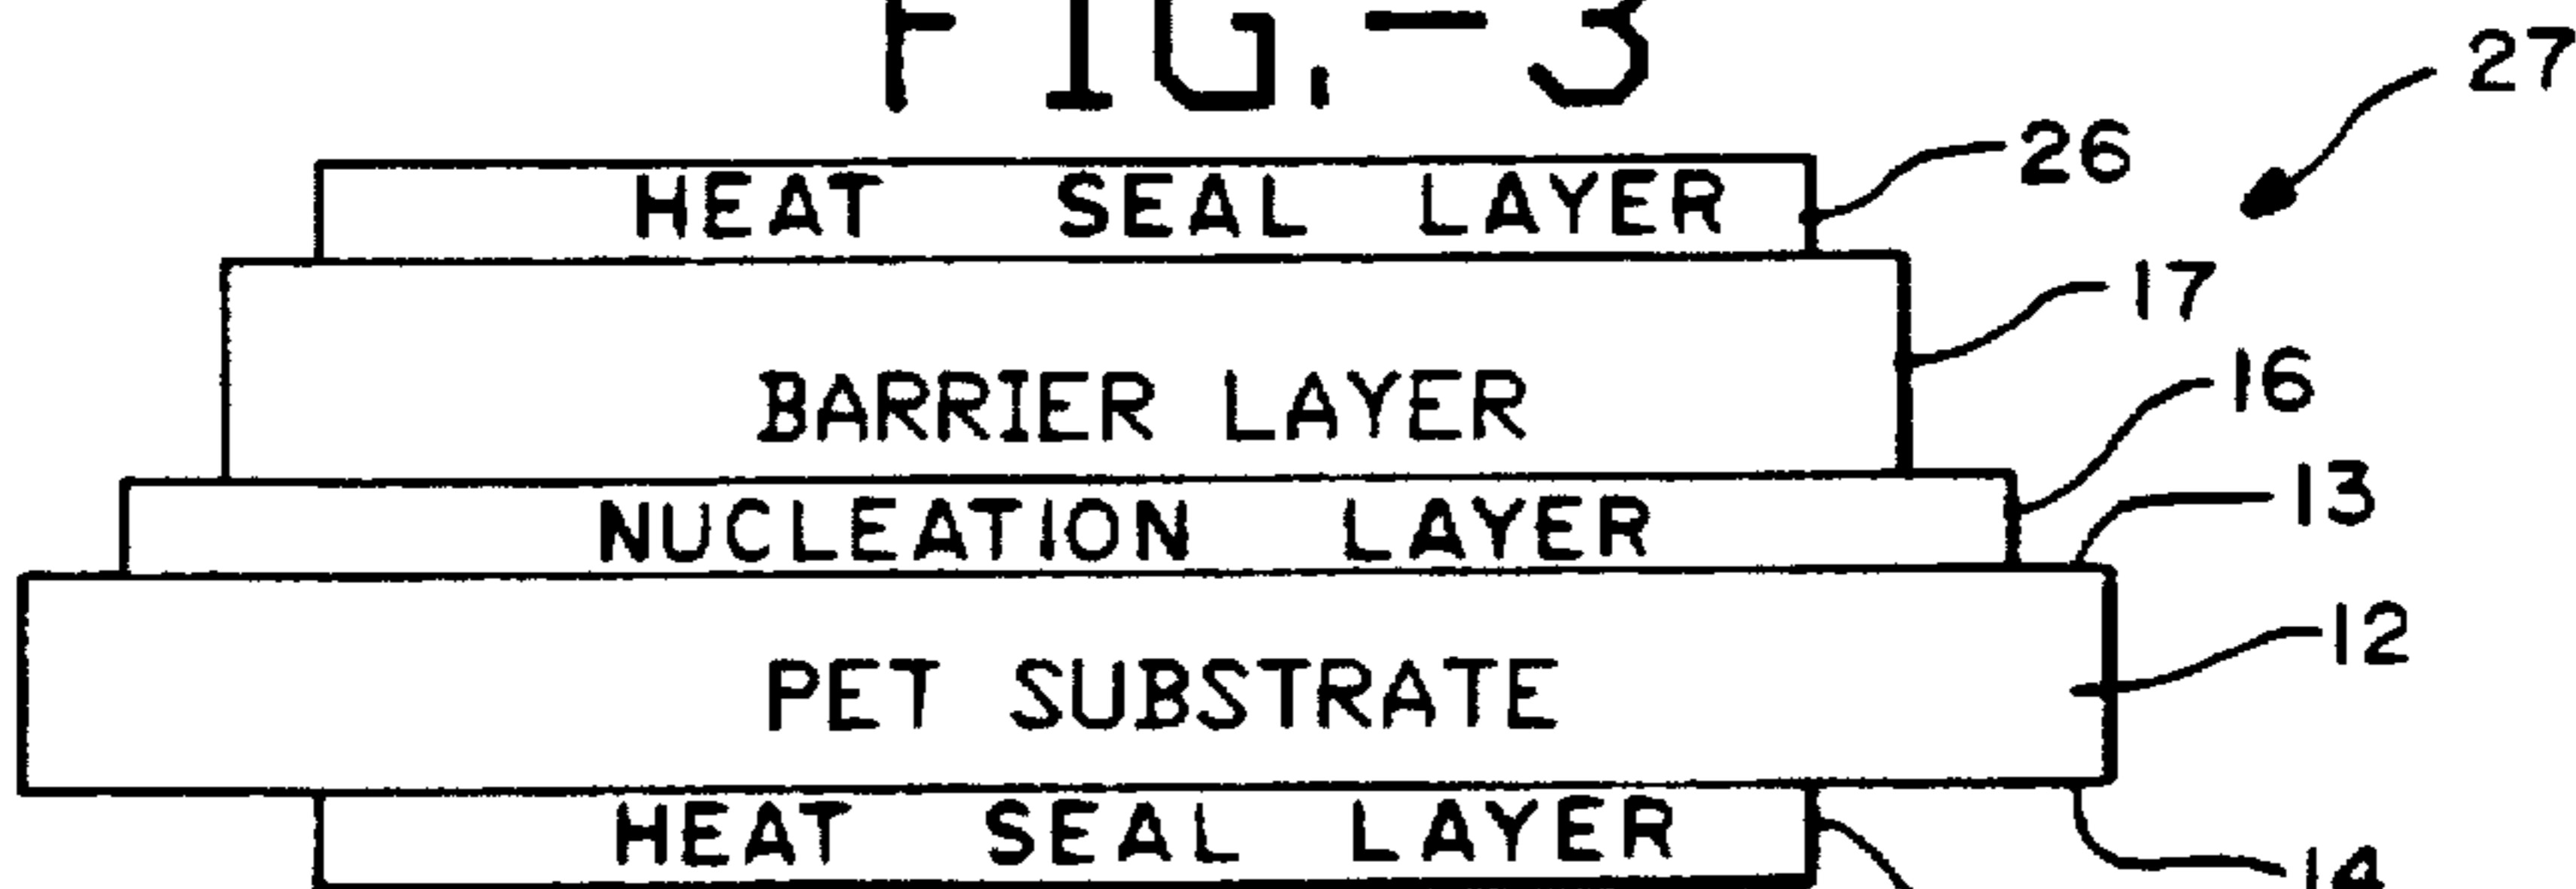 FIG.-3
27
26
HEAT SEAL LAYER
17
BARRIER LAYER
16
13
NUCLEATION LAYER
12
PET SUBSTRATE
HEAT SEAL LAYER
14